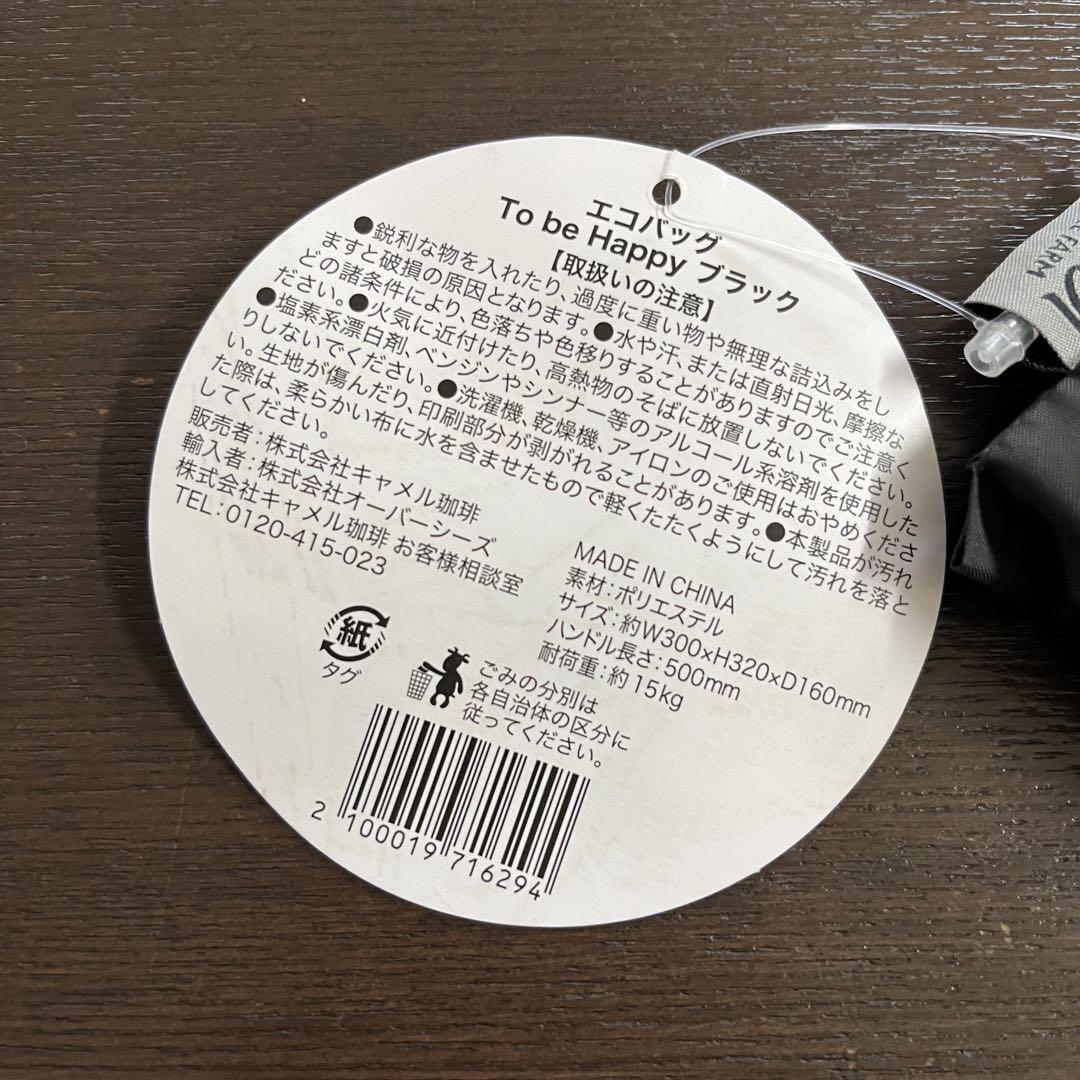 エコバッグ
To be Happy ブラック
【取扱いの注意】
●鋭利な物を入れたり、過度に重い物や無理な詰込みをし
ますと破損の原因となります。●水や汗、または直射日光、摩擦な
どの諸条件により、色落ちや色移りすることがありますのでご注意く
ださい。●火気に近付けたり、高熱物のそばに放置しないでください。
●塩素系漂白剤、ベンジンやシンナー等のアルコール系溶剤を使用した
りしないでください。●洗濯機、乾燥機、アイロンのご使用はおやめくださ
い。生地が傷んだり、印刷部分が剥がれることがあります。●本製品が汚れ
た際は、柔らかい布に水を含ませたもので軽くたたくようにして汚れを落と
してください。
販売者：株式会社キャメル珈琲
輸入者：株式会社オーバーシーズ
株式会社キャメル珈琲 お客様相談室
TEL：0120-415-023
MADE IN CHINA
素材：ポリエステル
サイズ：約W300×H320×D160mm
ハンドル長さ：500mm
耐荷重：約15kg
紙
タグ
ごみの分別は
各自治体の区分に
従ってください。
2 100019 716294
FARM